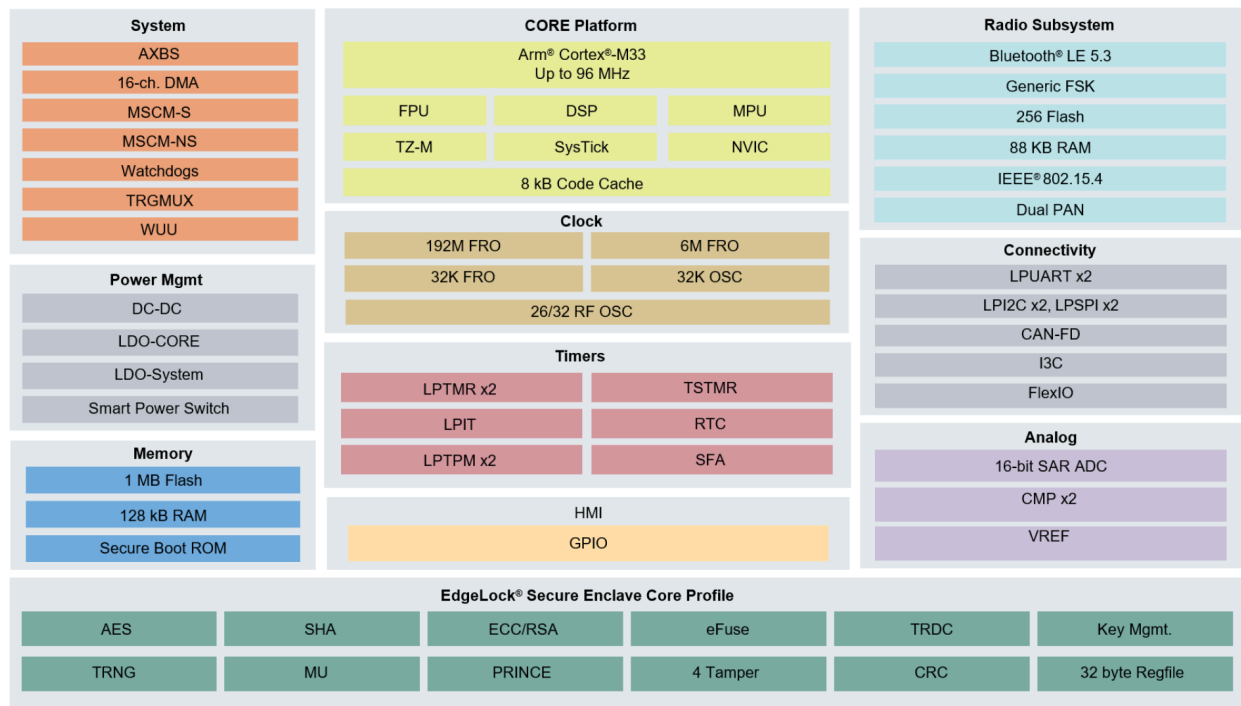 System
AXBS
16-ch. DMA
MSCM-S
MSCM-NS
Watchdogs
TRGMUX
WUU
Power Mgmt
DC-DC
LDO-CORE
LDO-System
Smart Power Switch
Memory
1 MB Flash
128 kB RAM
Secure Boot ROM
CORE Platform
Arm® Cortex®-M33
Up to 96 MHz
FPU
DSP
MPU
TZ-M
SysTick
NVIC
8 kB Code Cache
Clock
192M FRO
6M FRO
32K FRO
32K OSC
26/32 RF OSC
Timers
LPTMR x2
TSTMR
LPIT
RTC
LPTPM x2
SFA
HMI
GPIO
Radio Subsystem
Bluetooth® LE 5.3
Generic FSK
256 Flash
88 KB RAM
IEEE® 802.15.4
Dual PAN
Connectivity
LPUART x2
LPI2C x2, LPSPI x2
CAN-FD
I3C
FlexIO
Analog
16-bit SAR ADC
CMP x2
VREF
EdgeLock® Secure Enclave Core Profile
AES
SHA
ECC/RSA
eFuse
TRDC
Key Mgmt.
TRNG
MU
PRINCE
4 Tamper
CRC
32 byte Regfile